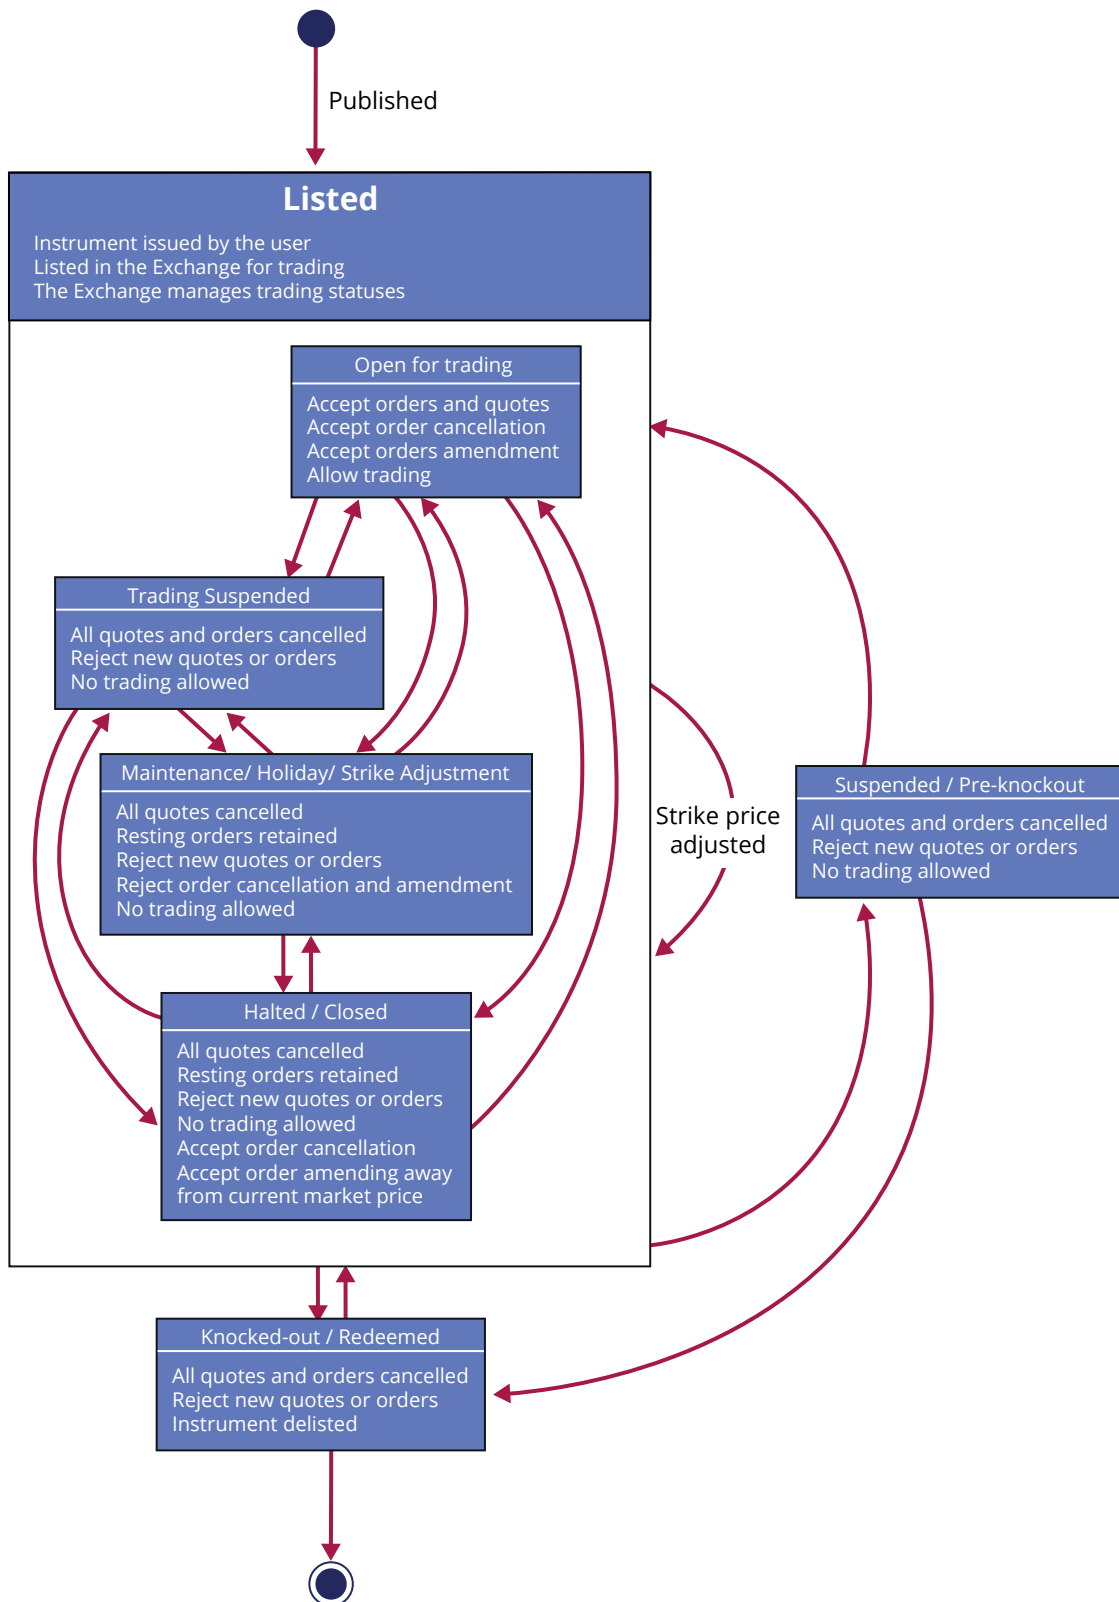 Published
Listed
Instrument issued by the user
Listed in the Exchange for trading
The Exchange manages trading statuses
Open for trading
Accept orders and quotes
Accept order cancellation
Accept orders amendment
Allow trading
Trading Suspended
All quotes and orders cancelled
Reject new quotes or orders
No trading allowed
Maintenance/ Holiday/ Strike Adjustment
All quotes cancelled
Resting orders retained
Reject new quotes or orders
Reject order cancellation and amendment
No trading allowed
Strike price
adjusted
Suspended / Pre-knockout
All quotes and orders cancelled
Reject new quotes or orders
No trading allowed
Halted / Closed
All quotes cancelled
Resting orders retained
Reject new quotes or orders
No trading allowed
Accept order cancellation
Accept order amending away
from current market price
Knocked-out / Redeemed
All quotes and orders cancelled
Reject new quotes or orders
Instrument delisted